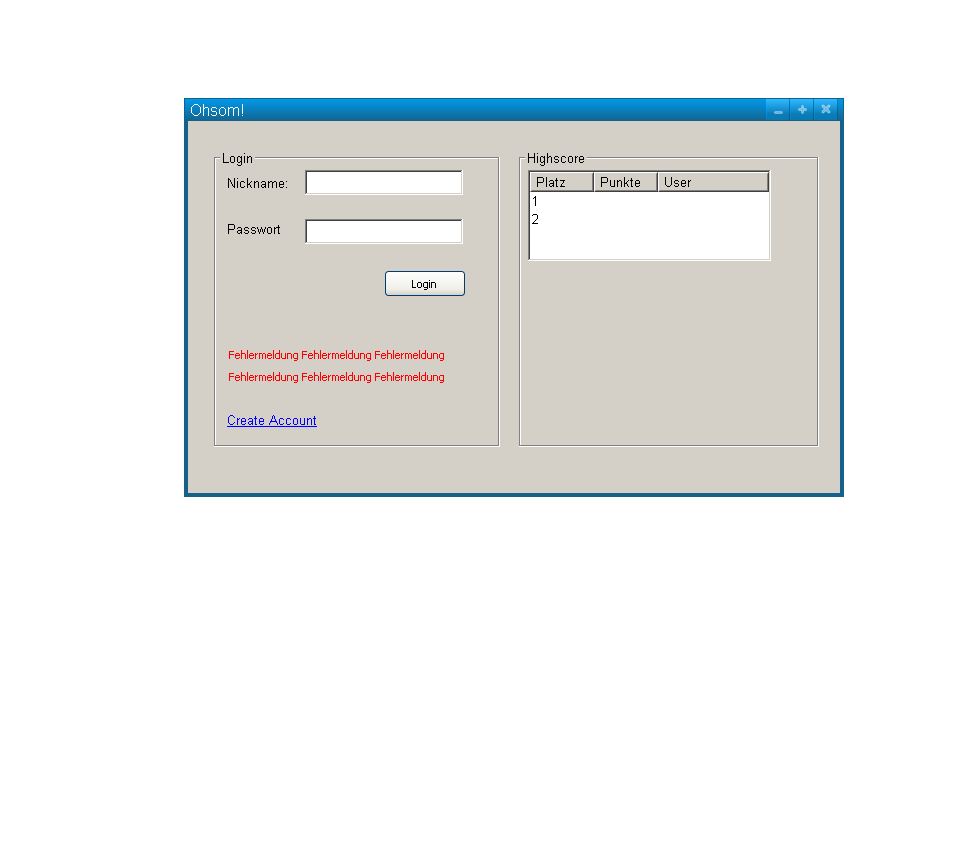 Ohsom!
Login
Nickname:
Passwort
Login
Fehlermeldung Fehlermeldung Fehlermeldung
Fehlermeldung Fehlermeldung Fehlermeldung
Create Account
Highscore
Platz Punkte User
1
2